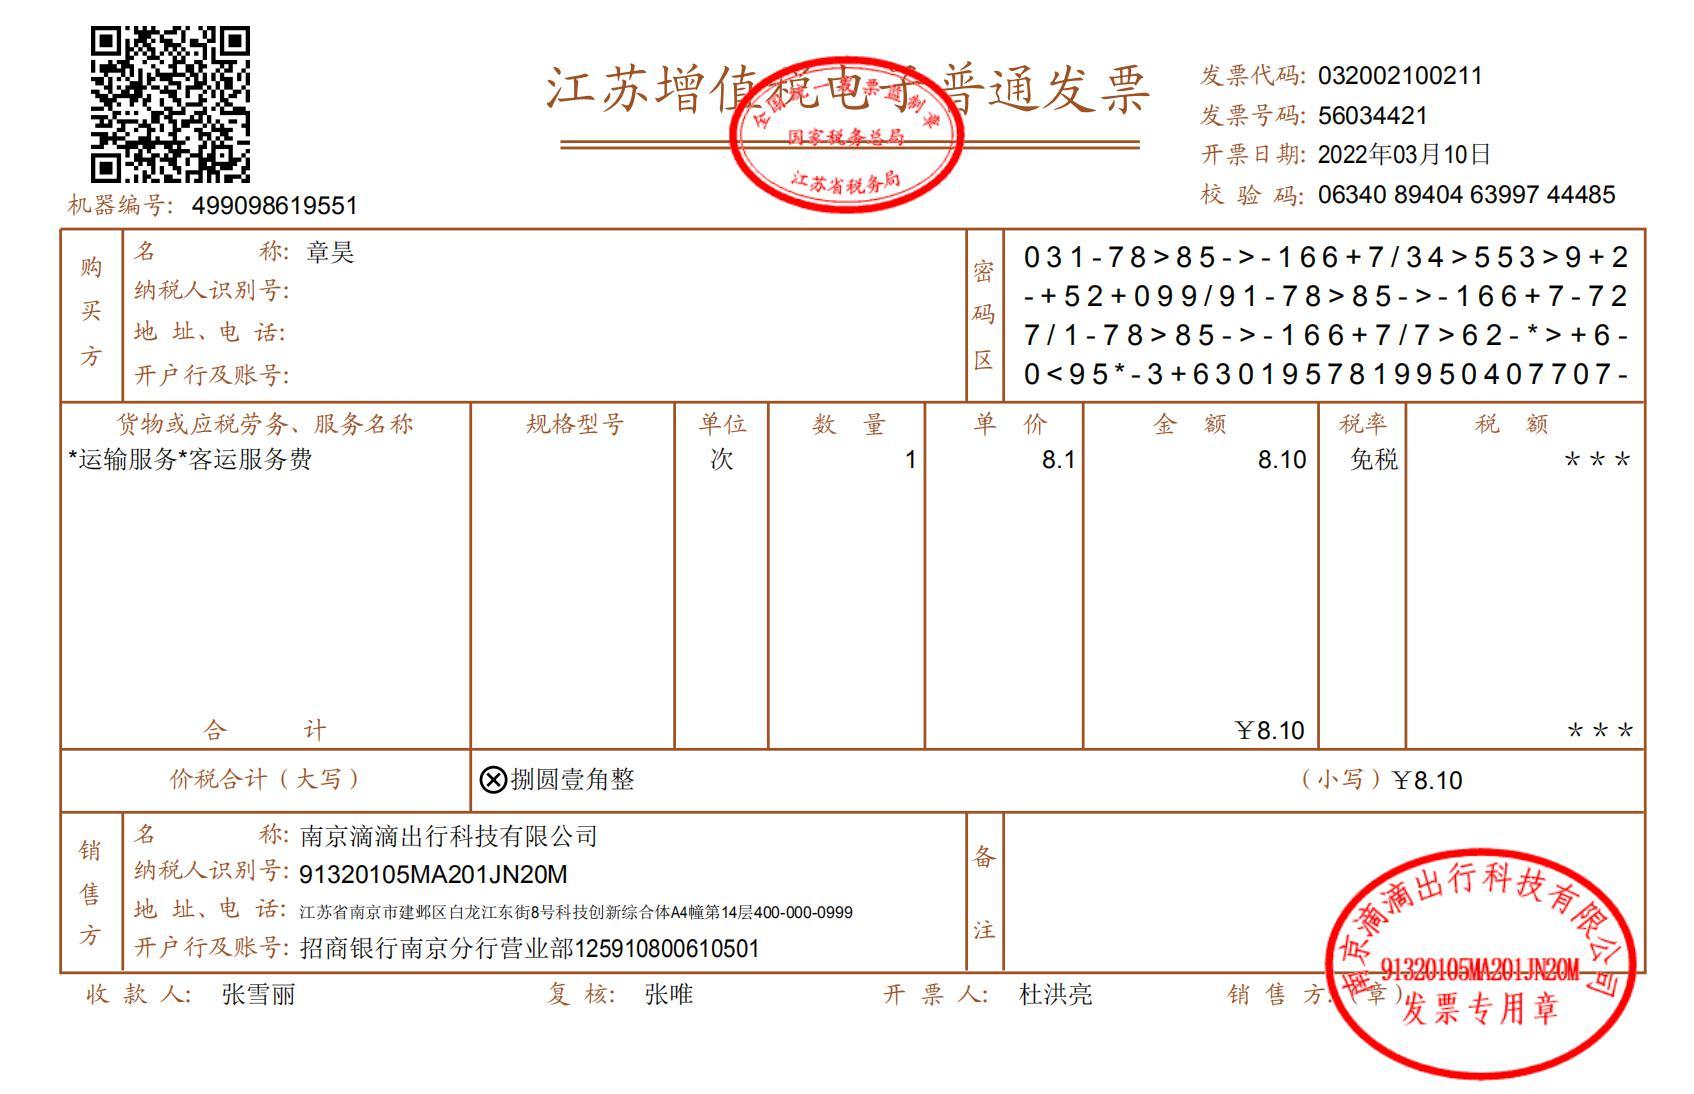 江苏增值税电子普通发票
全国统一发票监制章
国家税务总局
江苏省税务局
发票代码: 032002100211
发票号码: 56034421
开票日期: 2022年03月10日
校验码: 06340 89404 63997 44485
机器编号: 499098619551
购买方
名称: 章昊
纳税人识别号:
地址、电话:
开户行及账号:
密码区
031-78>85->-166+7/34>553>9+2
-+52+099/91-78>85->-166+7-72
7/1-78>85->-166+7/7>62-*>+6-
0<95*-3+6301957819950407707-
货物或应税劳务、服务名称 规格型号 单位 数量 单价 金额 税率 税额
*运输服务*客运服务费 次 1 8.1 8.10 免税 ***
合计 ￥8.10 ***
价税合计（大写） ⊗捌圆壹角整 （小写）￥8.10
销售方
名称: 南京滴滴出行科技有限公司
纳税人识别号: 91320105MA201JN20M
地址、电话: 江苏省南京市建邺区白龙江东街8号科技创新综合体A4幢第14层400-000-0999
开户行及账号: 招商银行南京分行营业部125910800610501
备注
收款人: 张雪丽 复核: 张唯 开票人: 杜洪亮 销售方:（章）
南京滴滴出行科技有限公司
91320105MA201JN20M
发票专用章